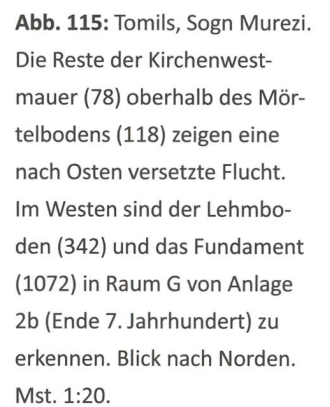 Abb. 115: Tomils, Sogn Murezi.
Die Reste der Kirchenwest-
mauer (78) oberhalb des Mör-
telbodens (118) zeigen eine
nach Osten versetzte Flucht.
Im Westen sind der Lehmbo-
den (342) und das Fundament
(1072) in Raum G von Anlage
2b (Ende 7. Jahrhundert) zu
erkennen. Blick nach Norden.
Mst. 1:20.